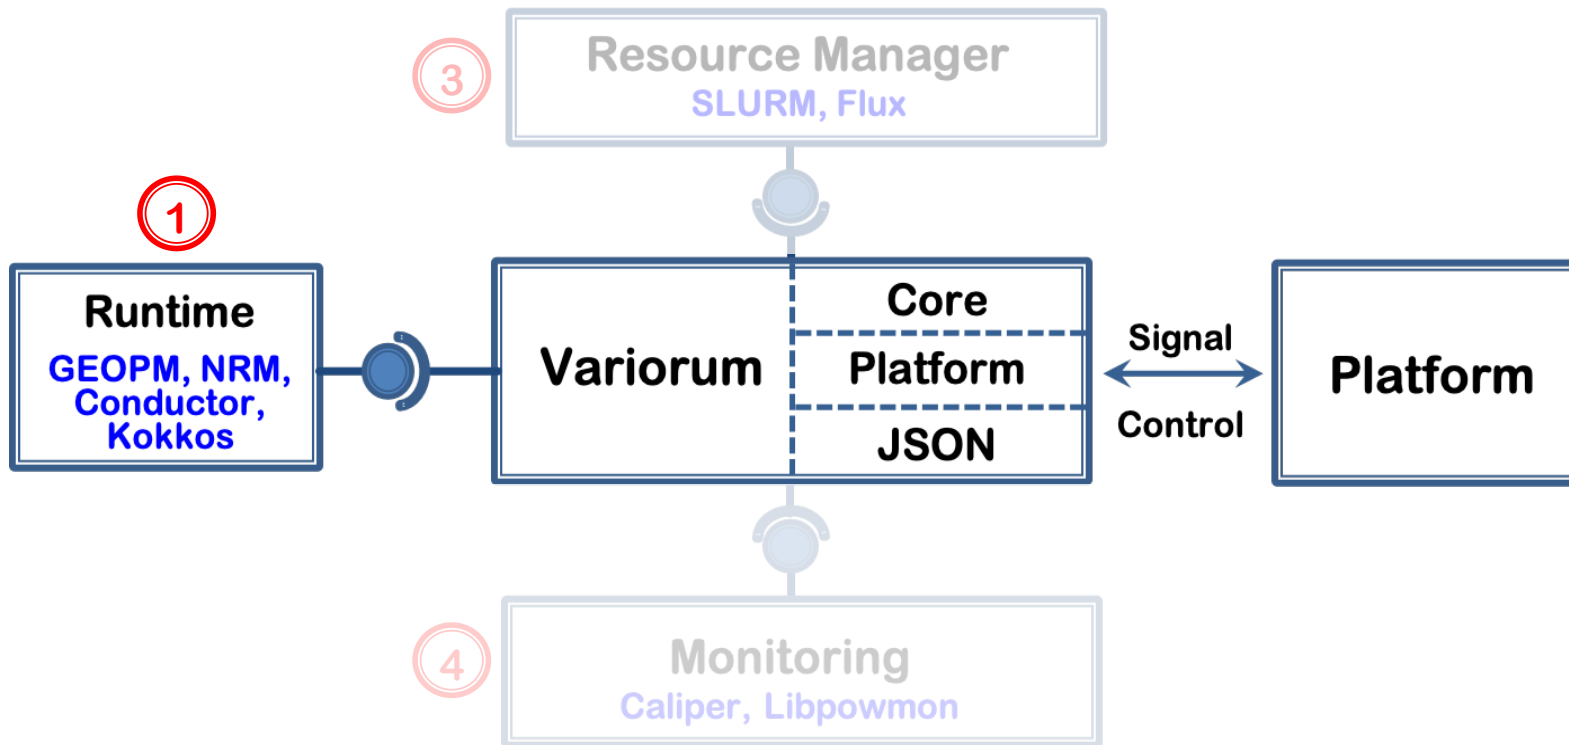 3
Resource Manager
SLURM, Flux
1
Runtime
GEOPM, NRM,
Conductor,
Kokkos
Variorum
Core
Platform
JSON
Signal
Control
Platform
4
Monitoring
Caliper, Libpowmon